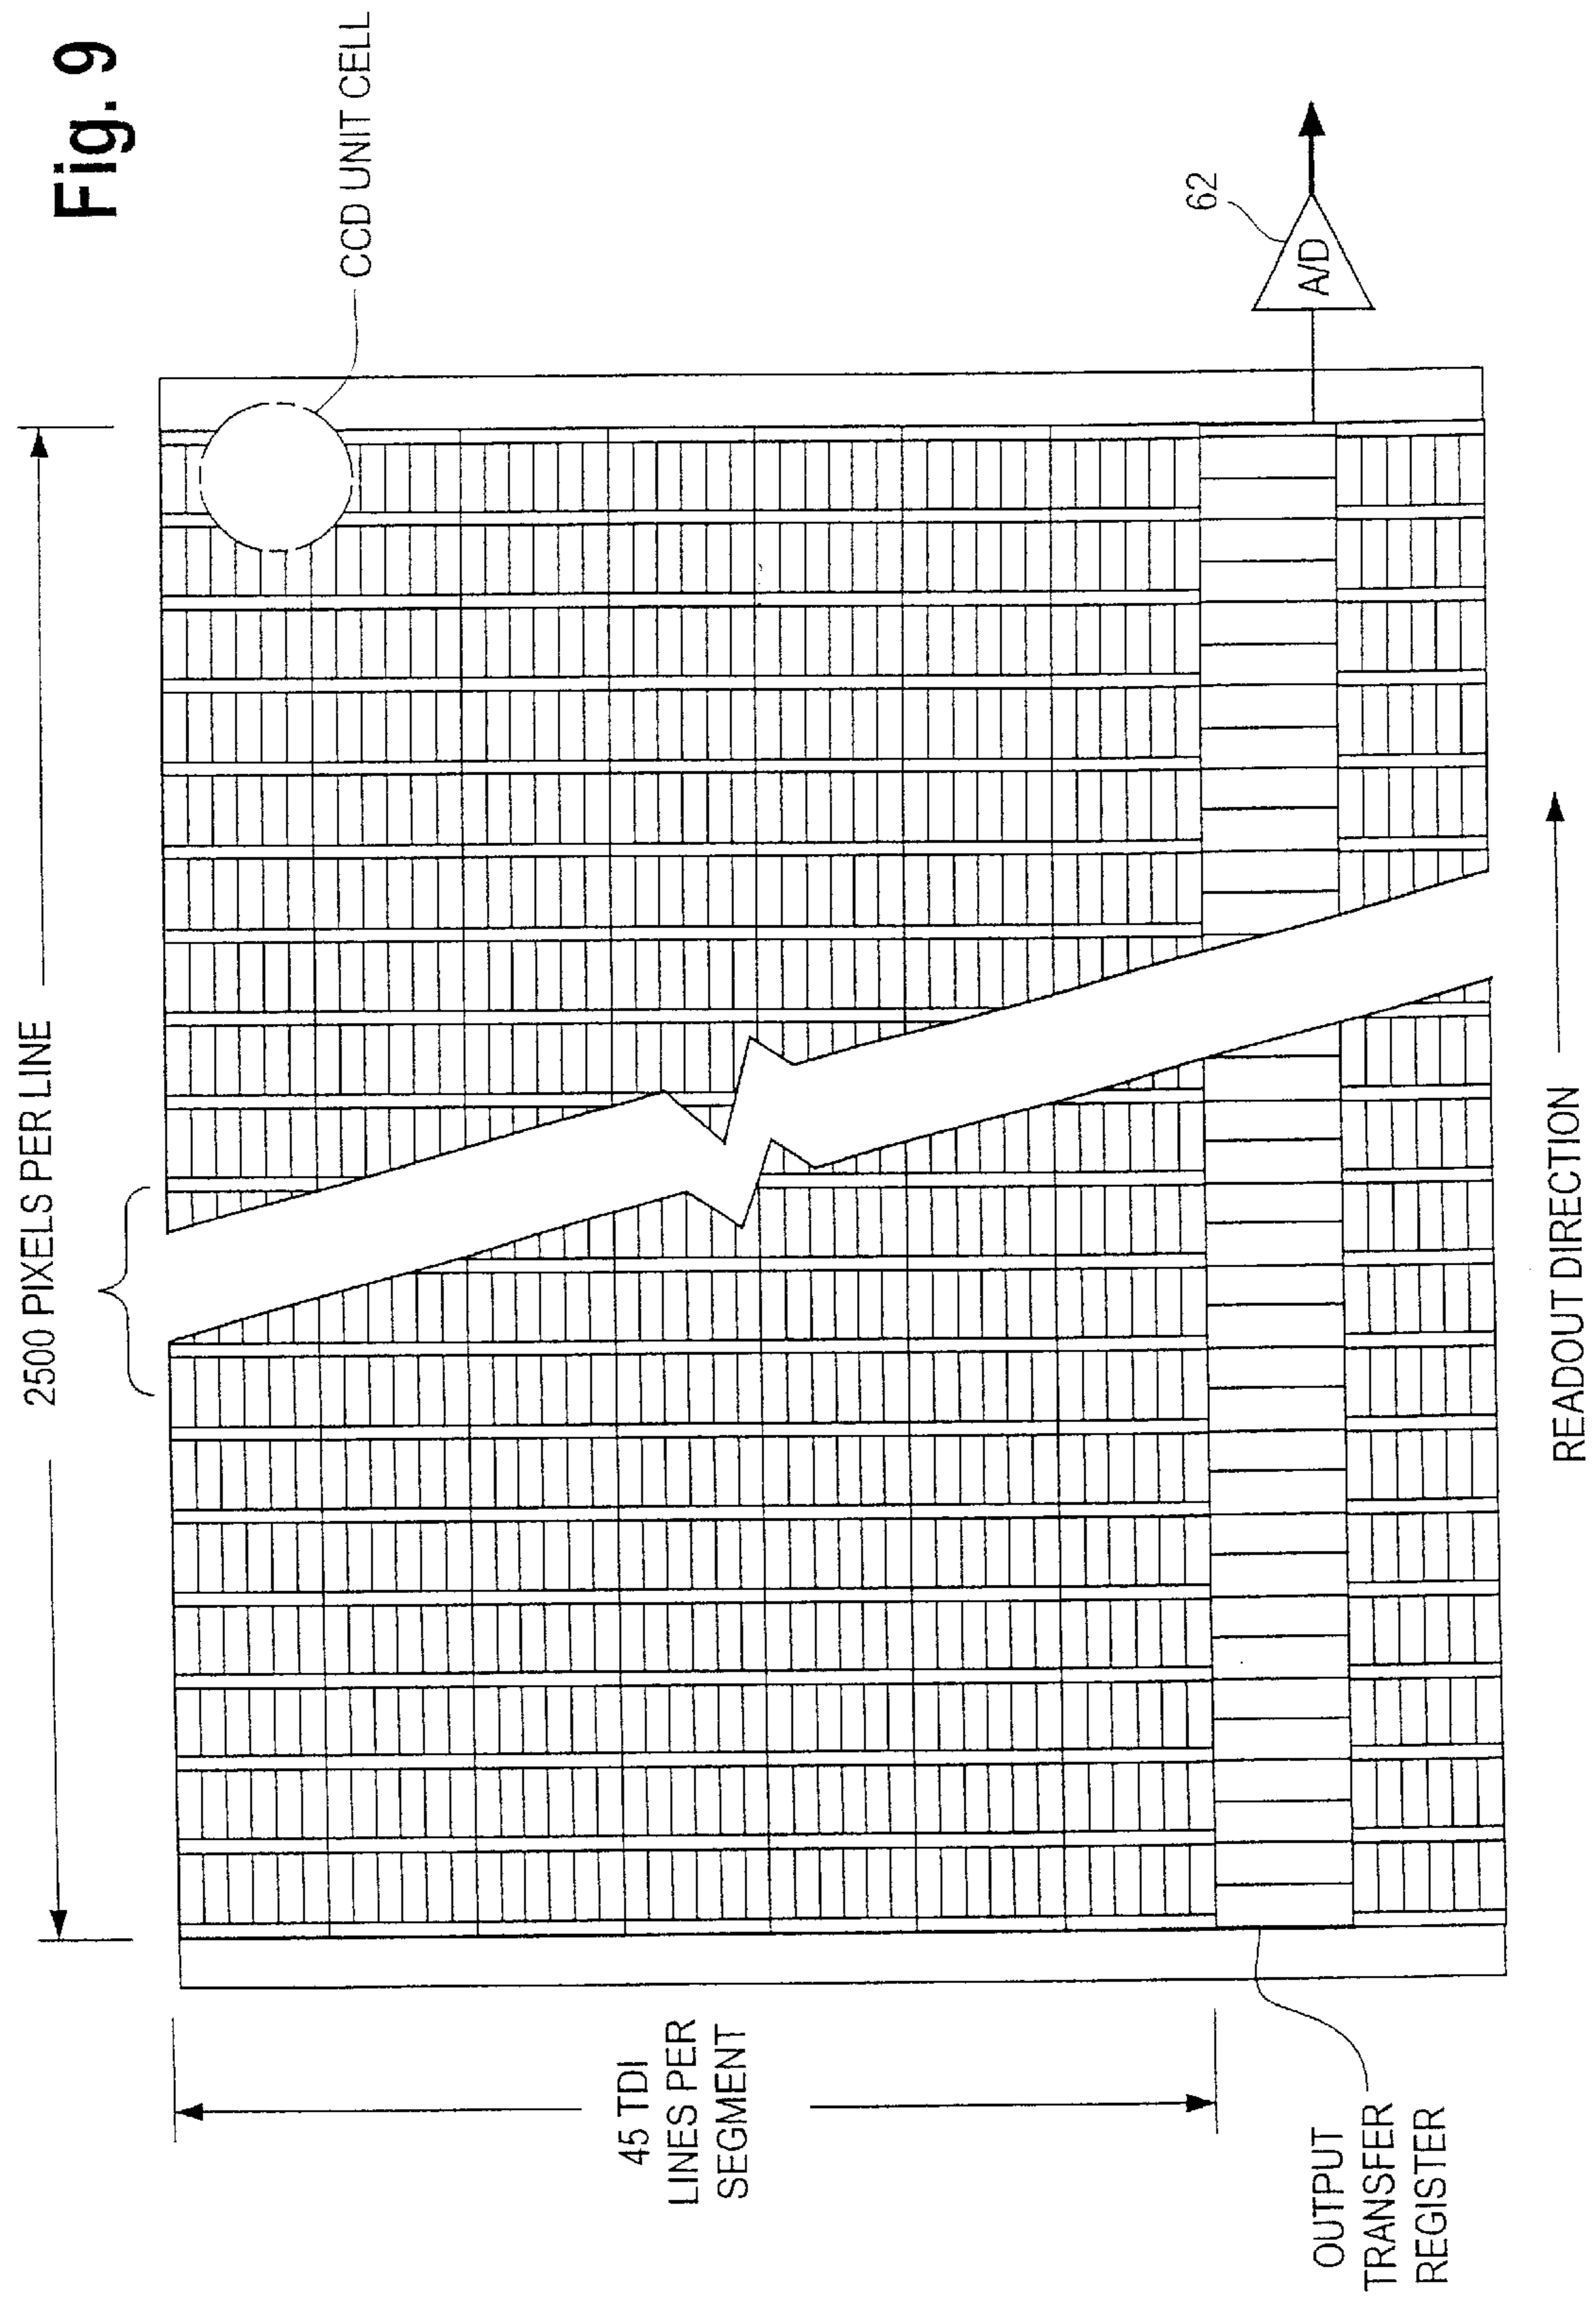 Fig. 9
2500 PIXELS PER LINE
CCD UNIT CELL
62
A/D
45 TDI
LINES PER
SEGMENT
OUTPUT
TRANSFER
REGISTER
READOUT DIRECTION